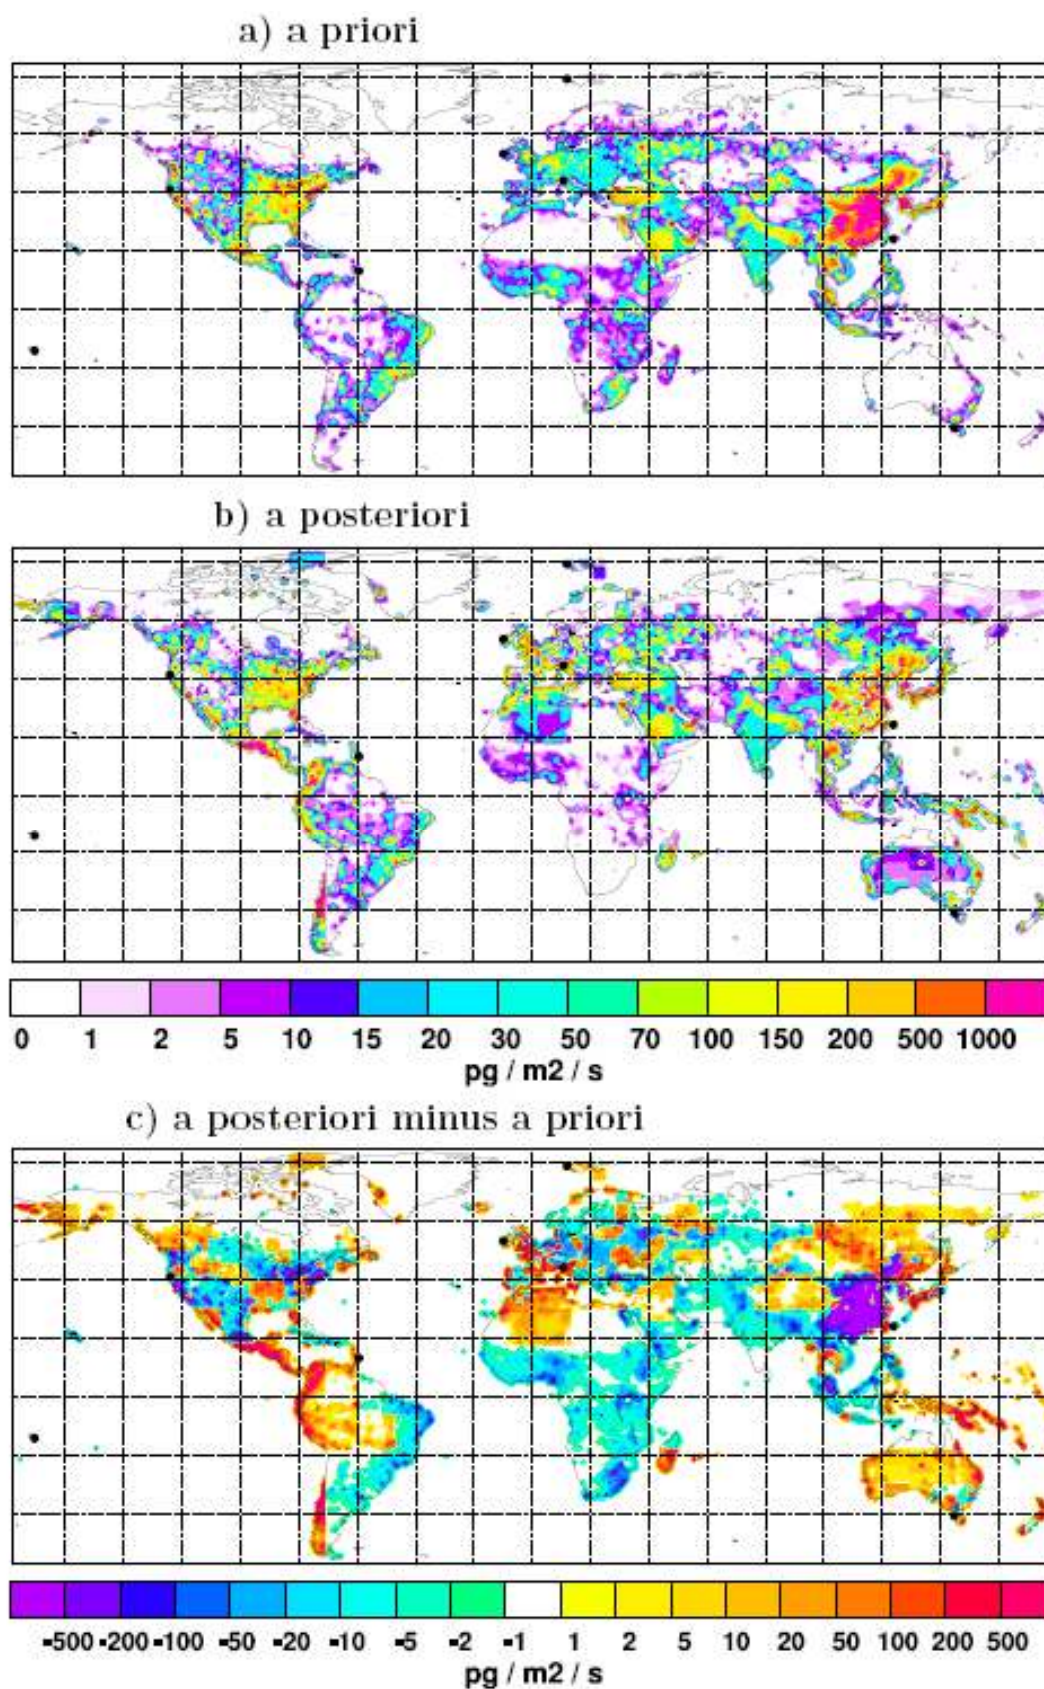 a) a priori
b) a posteriori
0 1 2 5 10 15 20 30 50 70 100 150 200 500 1000
pg / m2 / s
c) a posteriori minus a priori
-500 -200 -100 -50 -20 -10 -5 -2 -1 1 2 5 10 20 50 100 200 500
pg / m2 / s